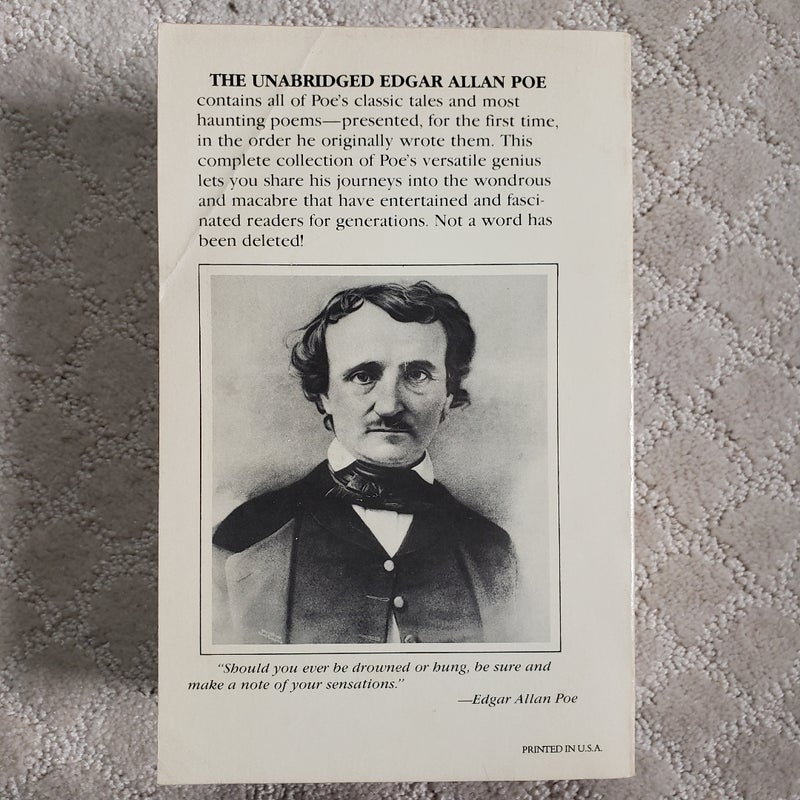 THE UNABRIDGED EDGAR ALLAN POE
contains all of Poe's classic tales and most
haunting poems—presented, for the first time,
in the order he originally wrote them. This
complete collection of Poe's versatile genius
lets you share his journeys into the wondrous
and macabre that have entertained and fasci-
nated readers for generations. Not a word has
been deleted!
"Should you ever be drowned or hung, be sure and
make a note of your sensations."
—Edgar Allan Poe
PRINTED IN U.S.A.